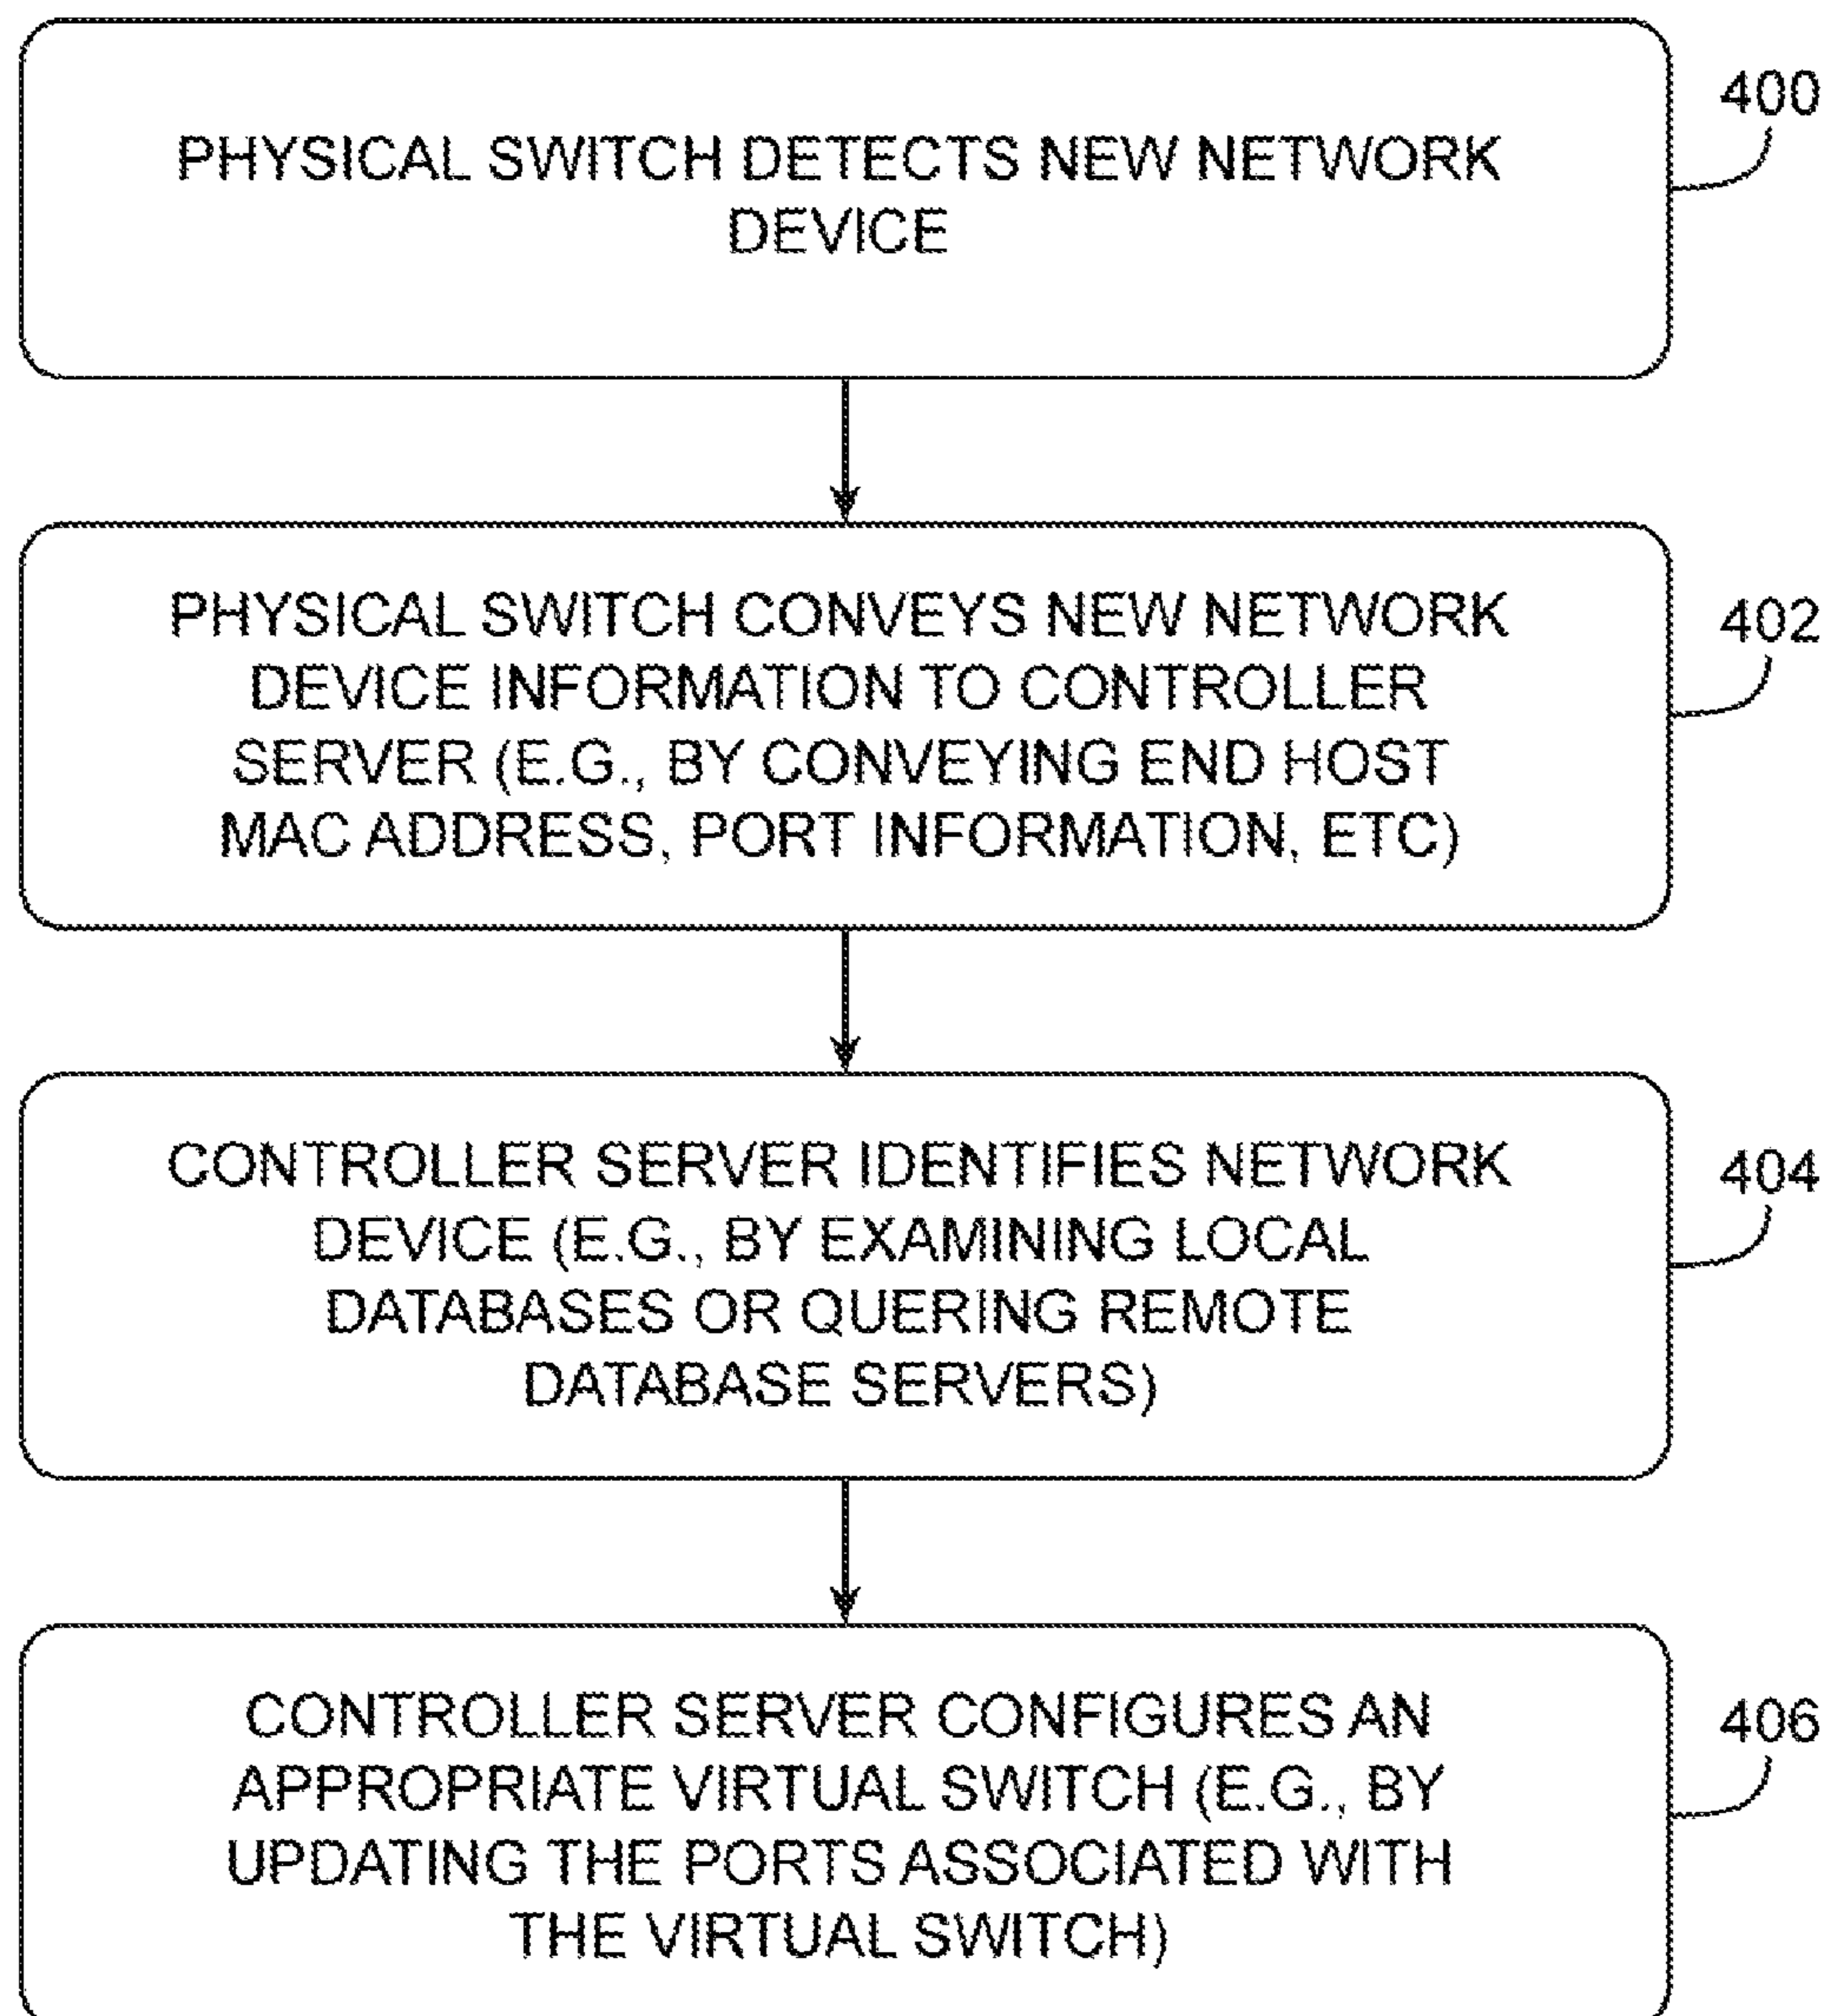 PHYSICAL SWITCH DETECTS NEW NETWORK
DEVICE
400
PHYSICAL SWITCH CONVEYS NEW NETWORK
DEVICE INFORMATION TO CONTROLLER
SERVER (E.G., BY CONVEYING END HOST
MAC ADDRESS, PORT INFORMATION, ETC)
402
CONTROLLER SERVER IDENTIFIES NETWORK
DEVICE (E.G., BY EXAMINING LOCAL
DATABASES OR QUERING REMOTE
DATABASE SERVERS)
404
CONTROLLER SERVER CONFIGURES AN
APPROPRIATE VIRTUAL SWITCH (E.G., BY
UPDATING THE PORTS ASSOCIATED WITH
THE VIRTUAL SWITCH)
406